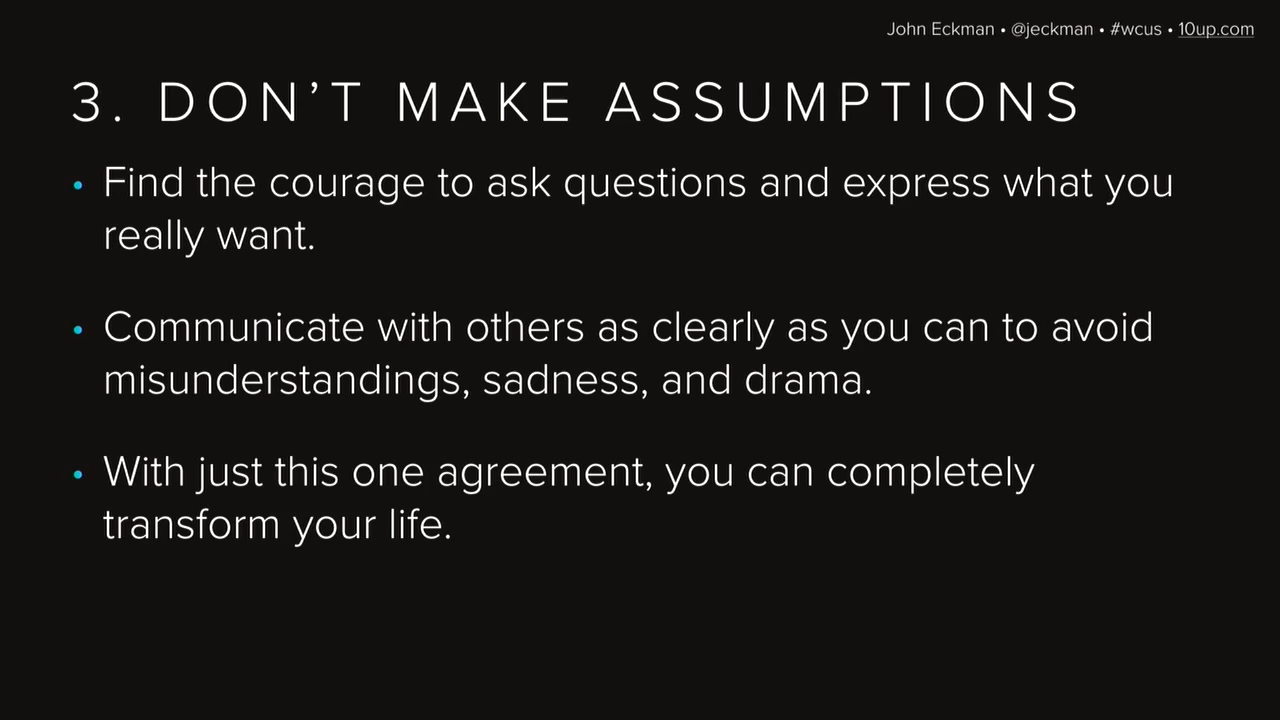 John Eckman • @jeckman • #wcus • 10up.com
3. DON’T MAKE ASSUMPTIONS
• Find the courage to ask questions and express what you
really want.
• Communicate with others as clearly as you can to avoid
misunderstandings, sadness, and drama.
• With just this one agreement, you can completely
transform your life.